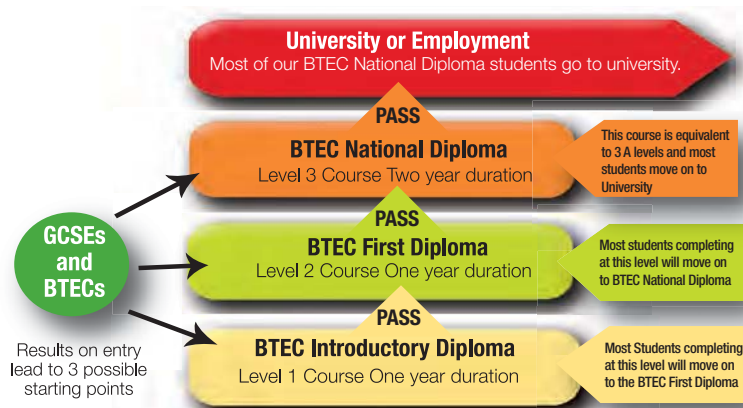 University or Employment
Most of our BTEC National Diploma students go to university.
PASS
BTEC National Diploma
Level 3 Course Two year duration
This course is equivalent
to 3 A levels and most
students move on to
University
PASS
GCSEs
and
BTECs
BTEC First Diploma
Level 2 Course One year duration
Most students completing
at this level will move on
to BTEC National Diploma
PASS
Results on entry
lead to 3 possible
starting points
BTEC Introductory Diploma
Level 1 Course One year duration
Most Students completing
at this level will move on
to the BTEC First Diploma